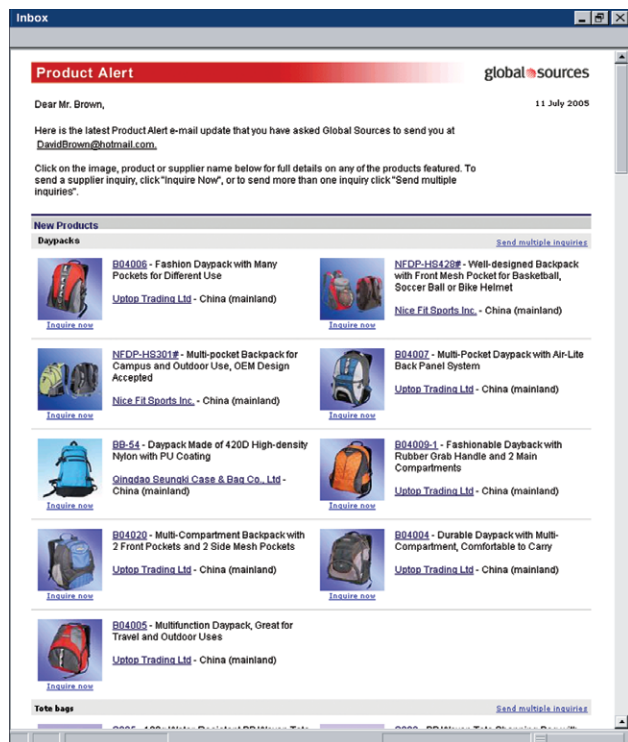 Inbox
Product Alert
global sources
Dear Mr. Brown,
11 July 2005
Here is the latest Product Alert e-mail update that you have asked Global Sources to send you at
DavidBrown@hotmail.com.
Click on the image, product or supplier name below for full details on any of the products featured. To
send a supplier inquiry, click "Inquire Now", or to send more than one inquiry click "Send multiple
inquiries".
New Products
Daypacks
Send multiple inquiries
B04006 - Fashion Daypack with Many
Pockets for Different Use
Uptop Trading Ltd - China (mainland)
Inquire now
NFDP-HS428# - Well-designed Backpack
with Front Mesh Pocket for Basketball,
Soccer Ball or Bike Helmet
Nice Fit Sports Inc. - China (mainland)
Inquire now
NFDP-HS301# - Multi-pocket Backpack for
Campus and Outdoor Use, OEM Design
Accepted
Nice Fit Sports Inc. - China (mainland)
Inquire now
B04007 - Multi-Pocket Daypack with Air-Lite
Back Panel System
Uptop Trading Ltd - China (mainland)
Inquire now
BB-54 - Daypack Made of 420D High-density
Nylon with PU Coating
Qingdao Seungki Case & Bag Co., Ltd -
China (mainland)
Inquire now
B04009-1 - Fashionable Dayback with
Rubber Grab Handle and 2 Main
Compartments
Uptop Trading Ltd - China (mainland)
Inquire now
B04020 - Multi-Compartment Backpack with
2 Front Pockets and 2 Side Mesh Pockets
Uptop Trading Ltd - China (mainland)
Inquire now
B04004 - Durable Daypack with Multi-
Compartment, Comfortable to Carry
Uptop Trading Ltd - China (mainland)
Inquire now
B04005 - Multifunction Daypack, Great for
Travel and Outdoor Uses
Uptop Trading Ltd - China (mainland)
Inquire now
Tote bags
Send multiple inquiries